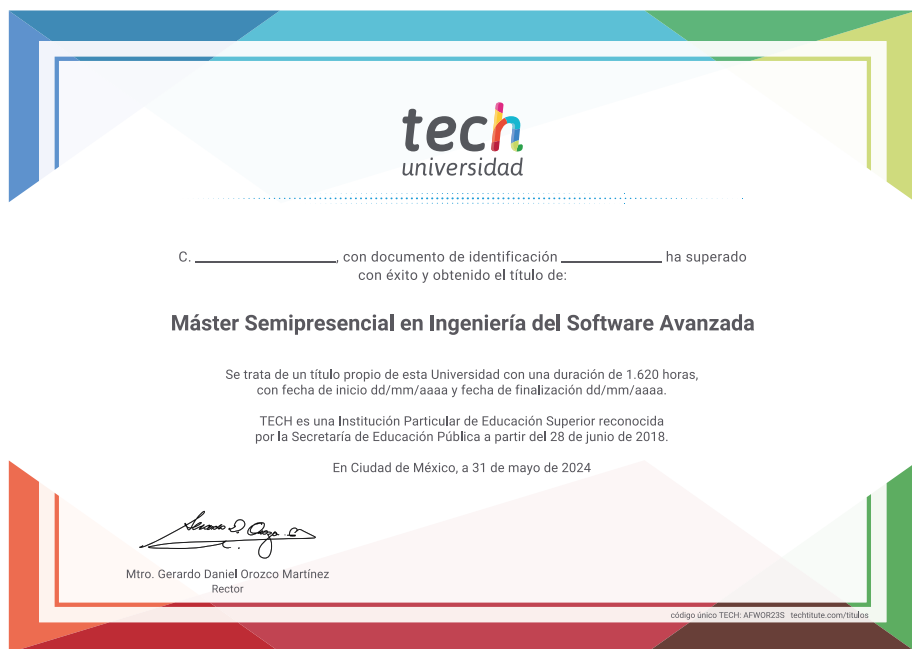 tech
universidad
C. ____________, con documento de identificación ____________ ha superado
con éxito y obtenido el título de:
Máster Semipresencial en Ingeniería del Software Avanzada
Se trata de un título propio de esta Universidad con una duración de 1.620 horas,
con fecha de inicio dd/mm/aaaa y fecha de finalización dd/mm/aaaa.
TECH es una Institución Particular de Educación Superior reconocida
por la Secretaría de Educación Pública a partir del 28 de junio de 2018.
En Ciudad de México, a 31 de mayo de 2024
Mtro. Gerardo Daniel Orozco Martínez
Rector
código único TECH: AFWOR23S techtitute.com/titulos